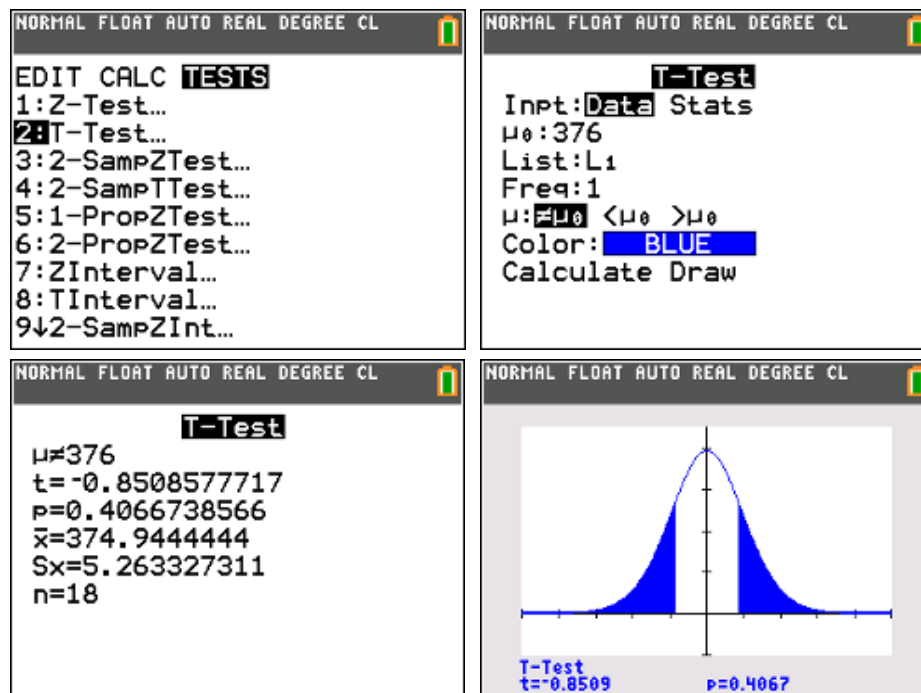 NORMAL FLOAT AUTO REAL DEGREE CL
EDIT CALC TESTS
1:Z-Test…
2:T-Test…
3:2-SampZTest…
4:2-SampTTest…
5:1-PropZTest…
6:2-PropZTest…
7:ZInterval…
8:TInterval…
9↓2-SampZInt…
NORMAL FLOAT AUTO REAL DEGREE CL
T-Test
Inpt:Data Stats
μ₀:376
List:L₁
Freq:1
μ:≠μ₀ <μ₀ >μ₀
Color: BLUE
Calculate Draw
NORMAL FLOAT AUTO REAL DEGREE CL
T-Test
μ≠376
t=⁻0.8508577717
p=0.4066738566
x̄=374.9444444
Sx=5.263327311
n=18
NORMAL FLOAT AUTO REAL DEGREE CL
T-Test
t=⁻0.8509 p=0.4067